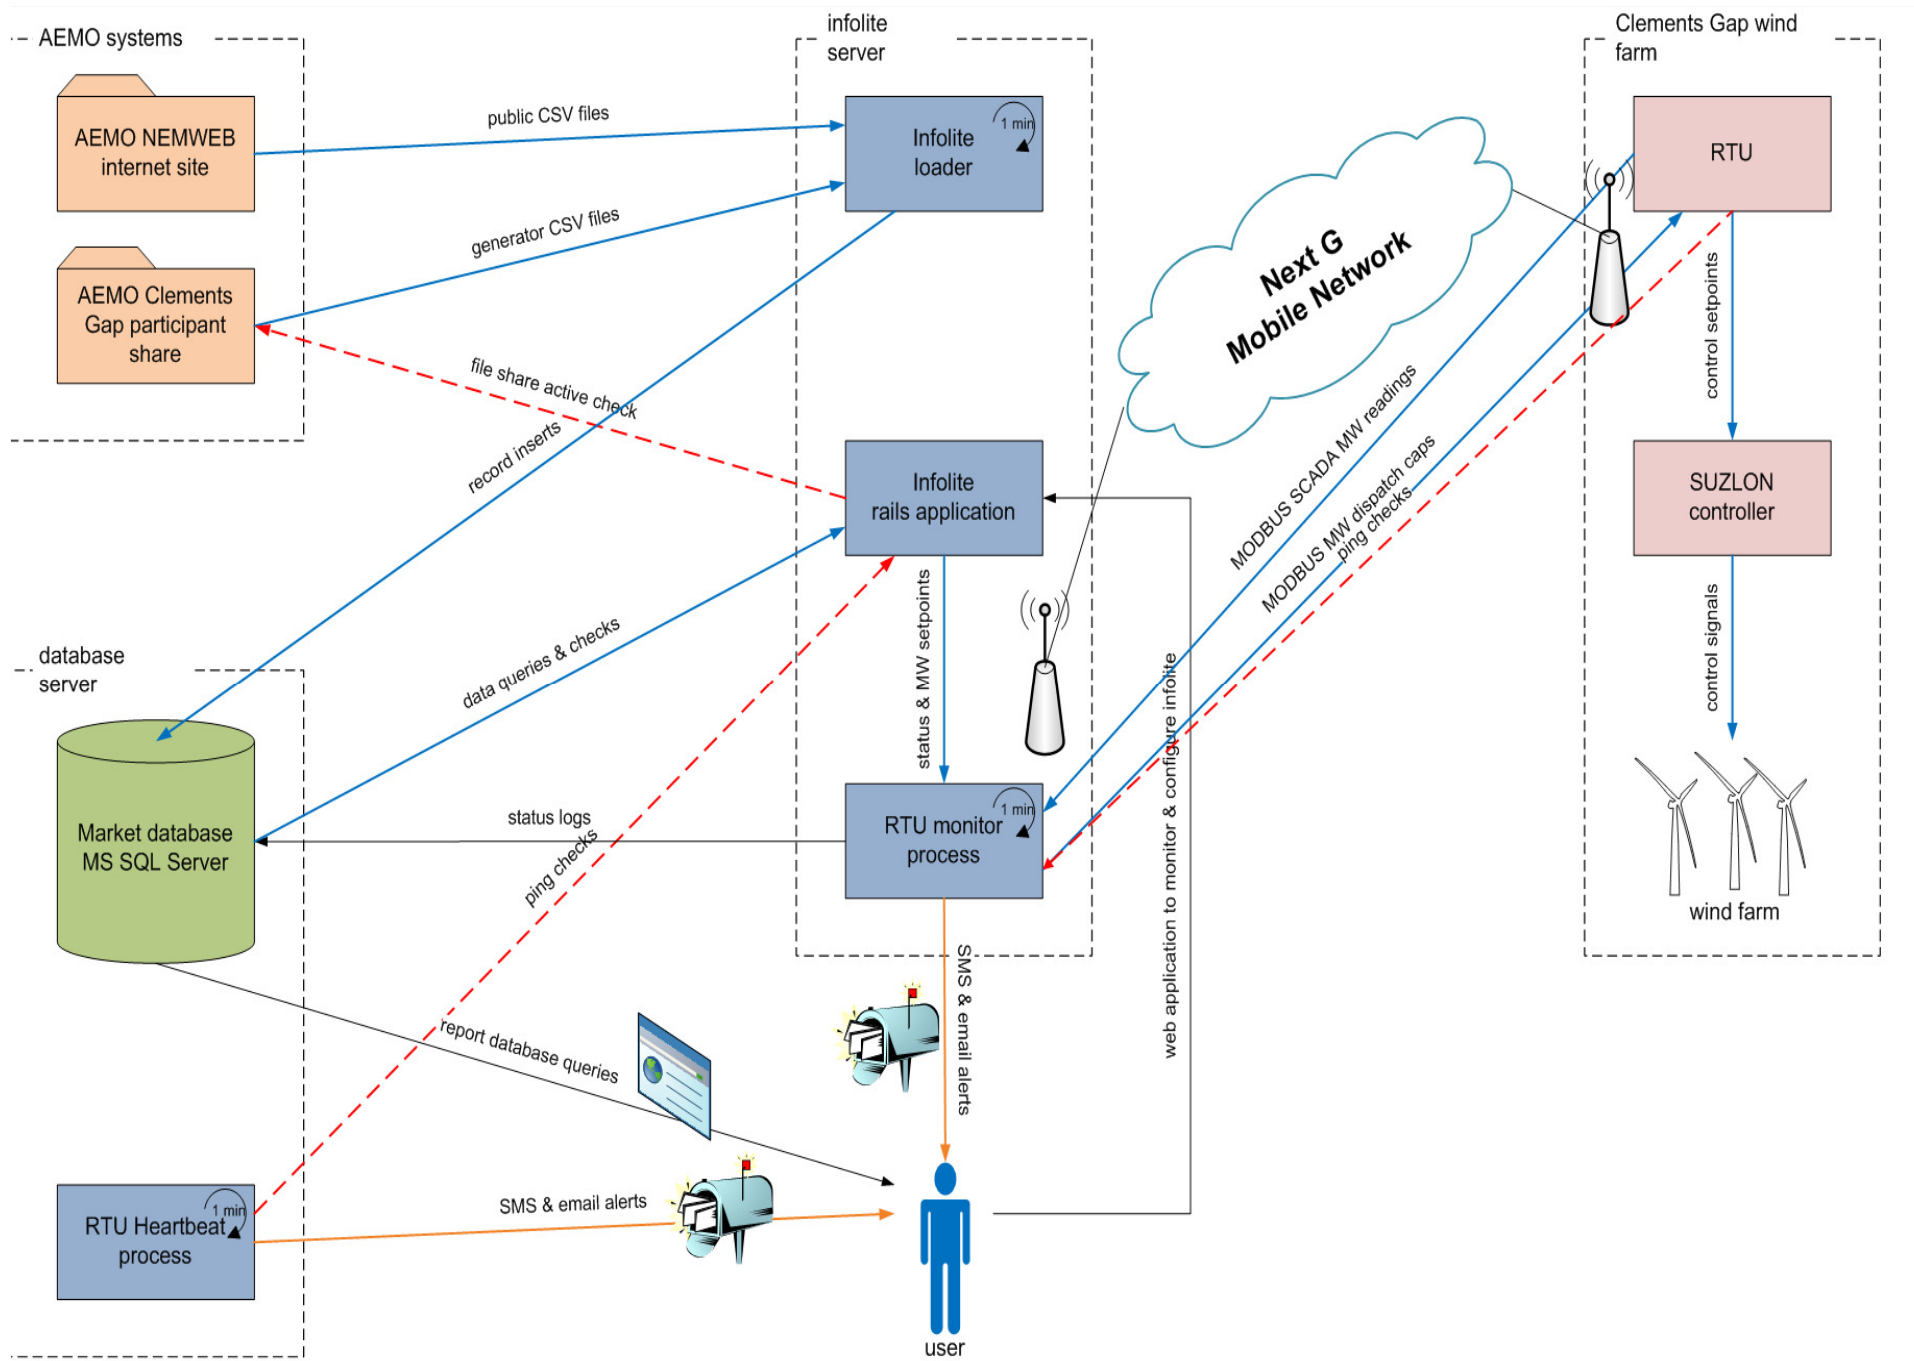 AEMO systems
infolite
server
Clements Gap wind
farm
AEMO NEMWEB
internet site
public CSV files
Infolite
loader
1 min
RTU
generator CSV files
AEMO Clements
Gap participant
share
Next G
Mobile Network
control setpoints
file share active check
record inserts
Infolite
rails application
MODBUS SCADA MW readings
MODBUS MW dispatch caps
ping checks
SUZLON
controller
status & MW setpoints
control signals
database
server
data queries & checks
web application to monitor & configure infolite
Market database
MS SQL Server
status logs
ping checks
RTU monitor
process
1 min
wind farm
SMS & email alerts
report database queries
RTU Heartbeat
process
1 min
SMS & email alerts
user